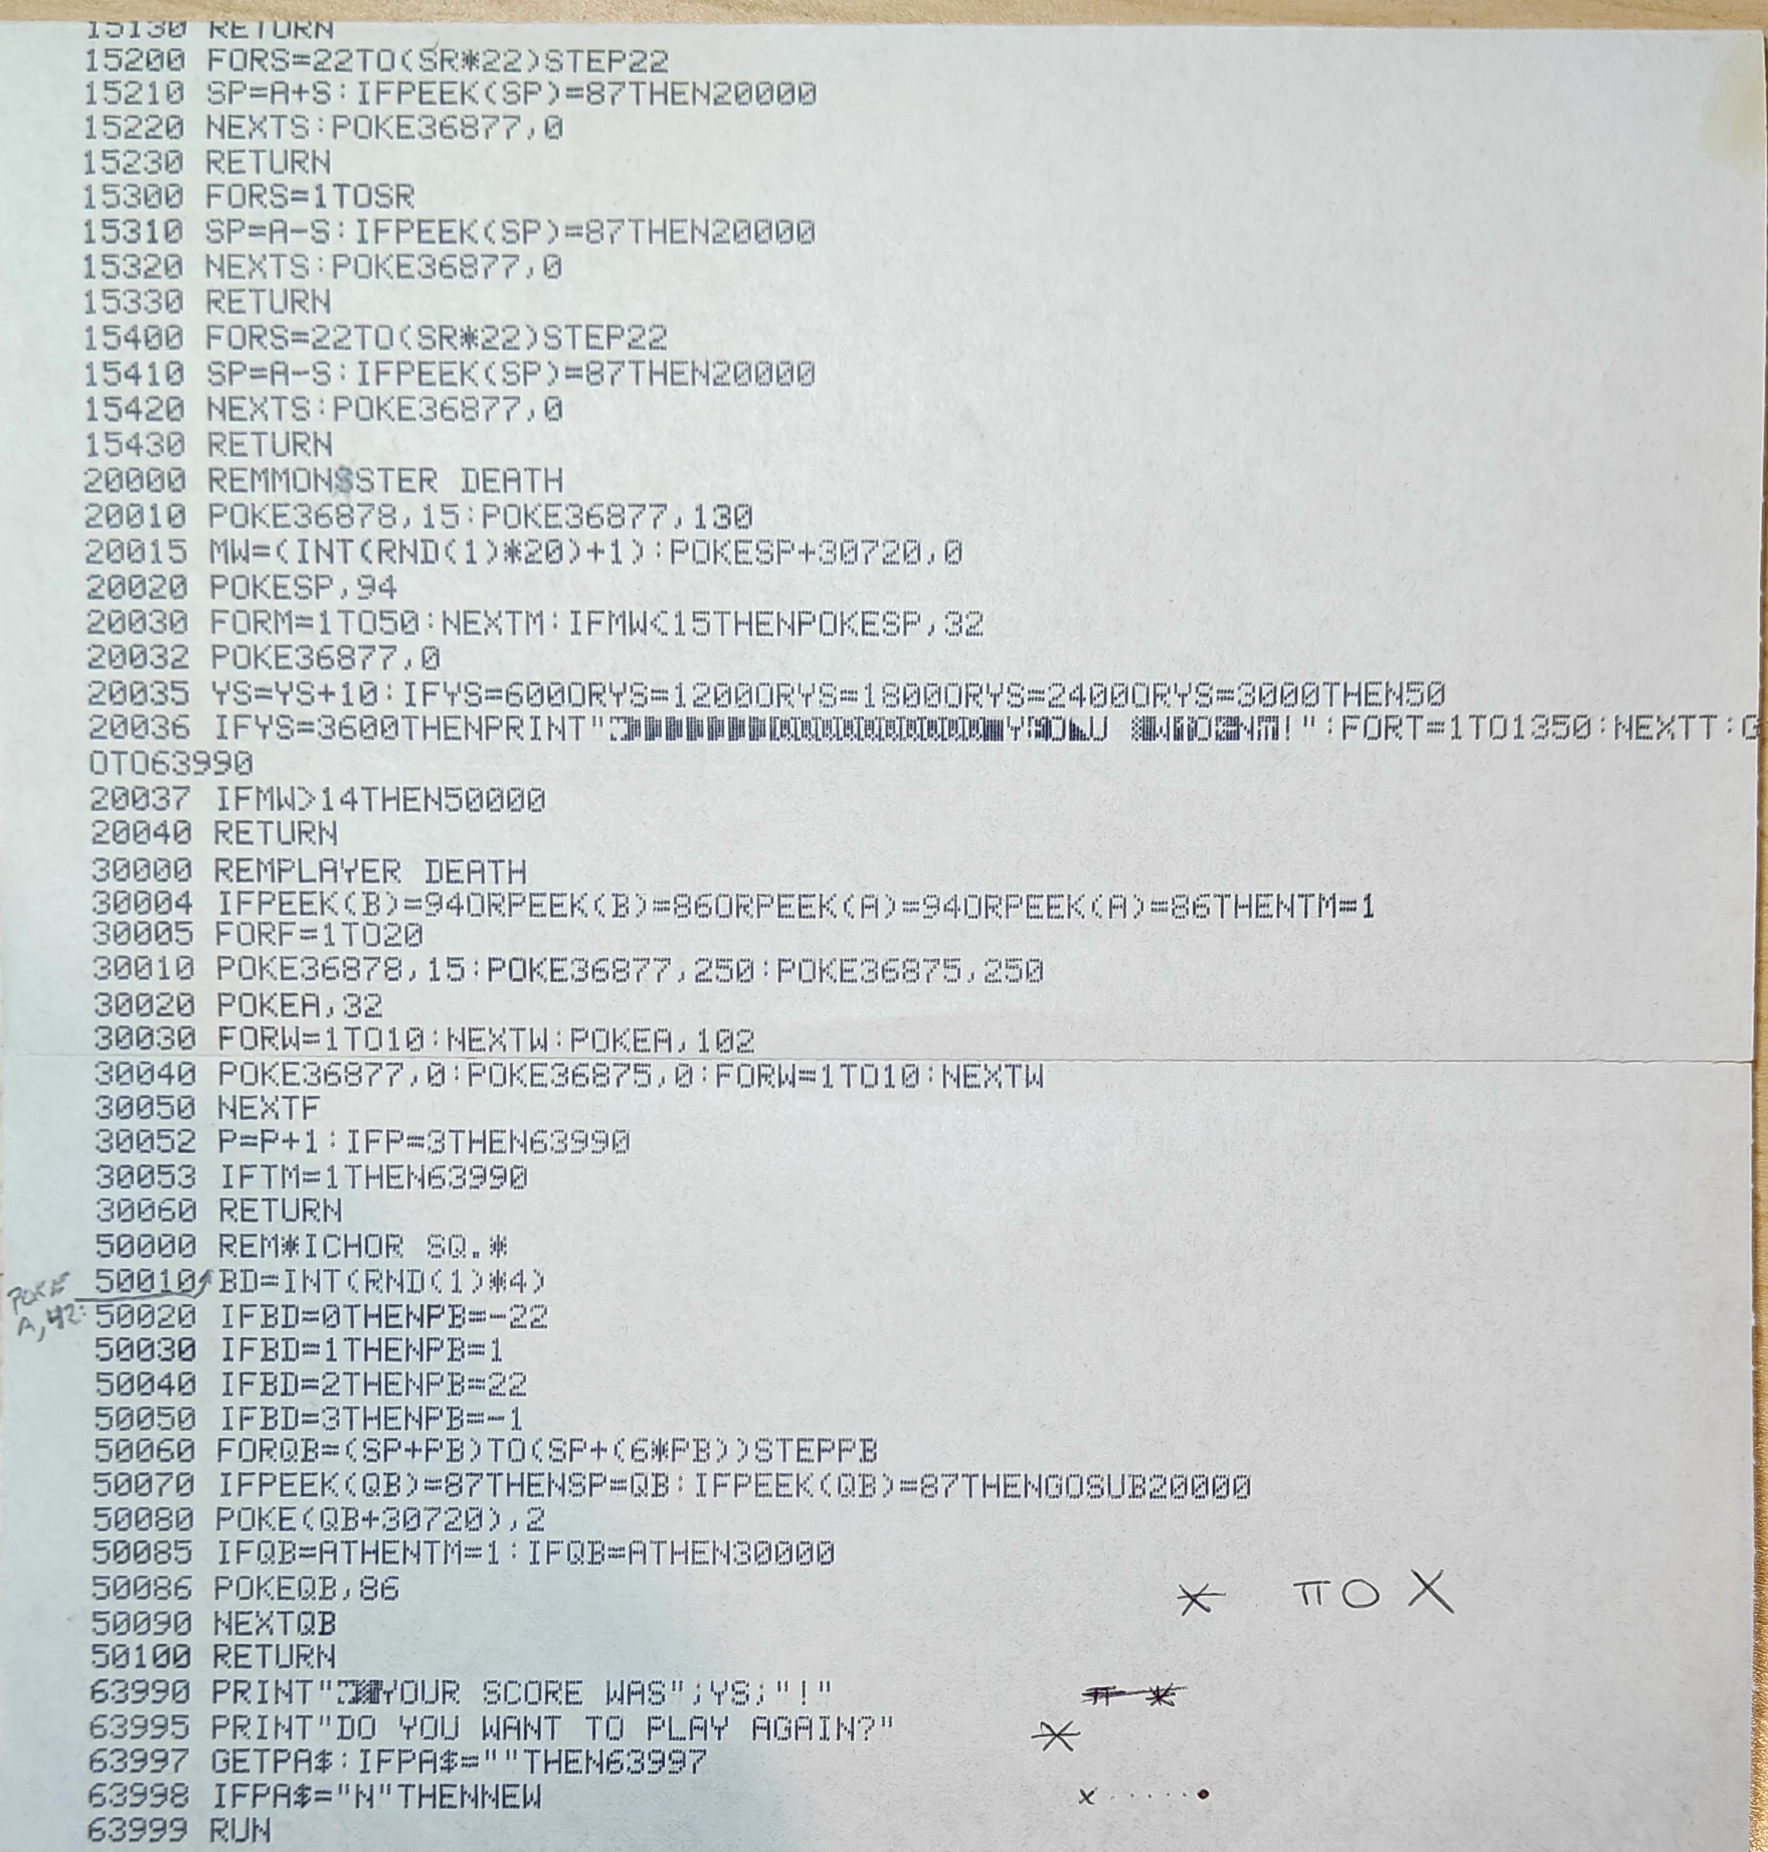 15130 RETURN
15200 FORS=22TO(SR*22)STEP22
15210 SP=A+S:IFPEEK(SP)=87THEN20000
15220 NEXTS:POKE36877,0
15230 RETURN
15300 FORS=1TOSR
15310 SP=A-S:IFPEEK(SP)=87THEN20000
15320 NEXTS:POKE36877,0
15330 RETURN
15400 FORS=22TO(SR*22)STEP22
15410 SP=A-S:IFPEEK(SP)=87THEN20000
15420 NEXTS:POKE36877,0
15430 RETURN
20000 REMMONSSTER DEATH
20010 POKE36878,15:POKE36877,130
20015 MW=(INT(RND(1)*20)+1):POKESP+30720,0
20020 POKESP,94
20030 FORM=1TO50:NEXTM:IFMW<15THENPOKESP,32
20032 POKE36877,0
20035 YS=YS+10:IFYS=600ORYS=1200ORYS=1800ORYS=2400ORYS=3000THEN50
20036 IFYS=3600THENPRINT" !":FORT=1TO1350:NEXTT:G
OTO63990
20037 IFMW>14THEN50000
20040 RETURN
30000 REMPLAYER DEATH
30004 IFPEEK(B)=94ORPEEK(B)=86ORPEEK(A)=94ORPEEK(A)=86THENTM=1
30005 FORF=1TO20
30010 POKE36878,15:POKE36877,250:POKE36875,250
30020 POKEA,32
30030 FORW=1TO10:NEXTW:POKEA,102
30040 POKE36877,0:POKE36875,0:FORW=1TO10:NEXTW
30050 NEXTF
30052 P=P+1:IFP=3THEN63990
30053 IFTM=1THEN63990
30060 RETURN
50000 REM*ICHOR SQ.*
50010 BD=INT(RND(1)*4)
POKE
A,42:
50020 IFBD=0THENPB=-22
50030 IFBD=1THENPB=1
50040 IFBD=2THENPB=22
50050 IFBD=3THENPB=-1
50060 FORQB=(SP+PB)TO(SP+(6*PB))STEPPB
50070 IFPEEK(QB)=87THENSP=QB:IFPEEK(QB)=87THENGOSUB20000
50080 POKE(QB+30720),2
50085 IFQB=ATHENTM=1:IFQB=ATHEN30000
50086 POKEQB,86 * π O X
50090 NEXTQB
50100 RETURN
63990 PRINT"YOUR SCORE WAS";YS;"!" π *
63995 PRINT"DO YOU WANT TO PLAY AGAIN?" *
63997 GETPA$:IFPA$=""THEN63997
63998 IFPA$="N"THENNEW x ...... •
63999 RUN